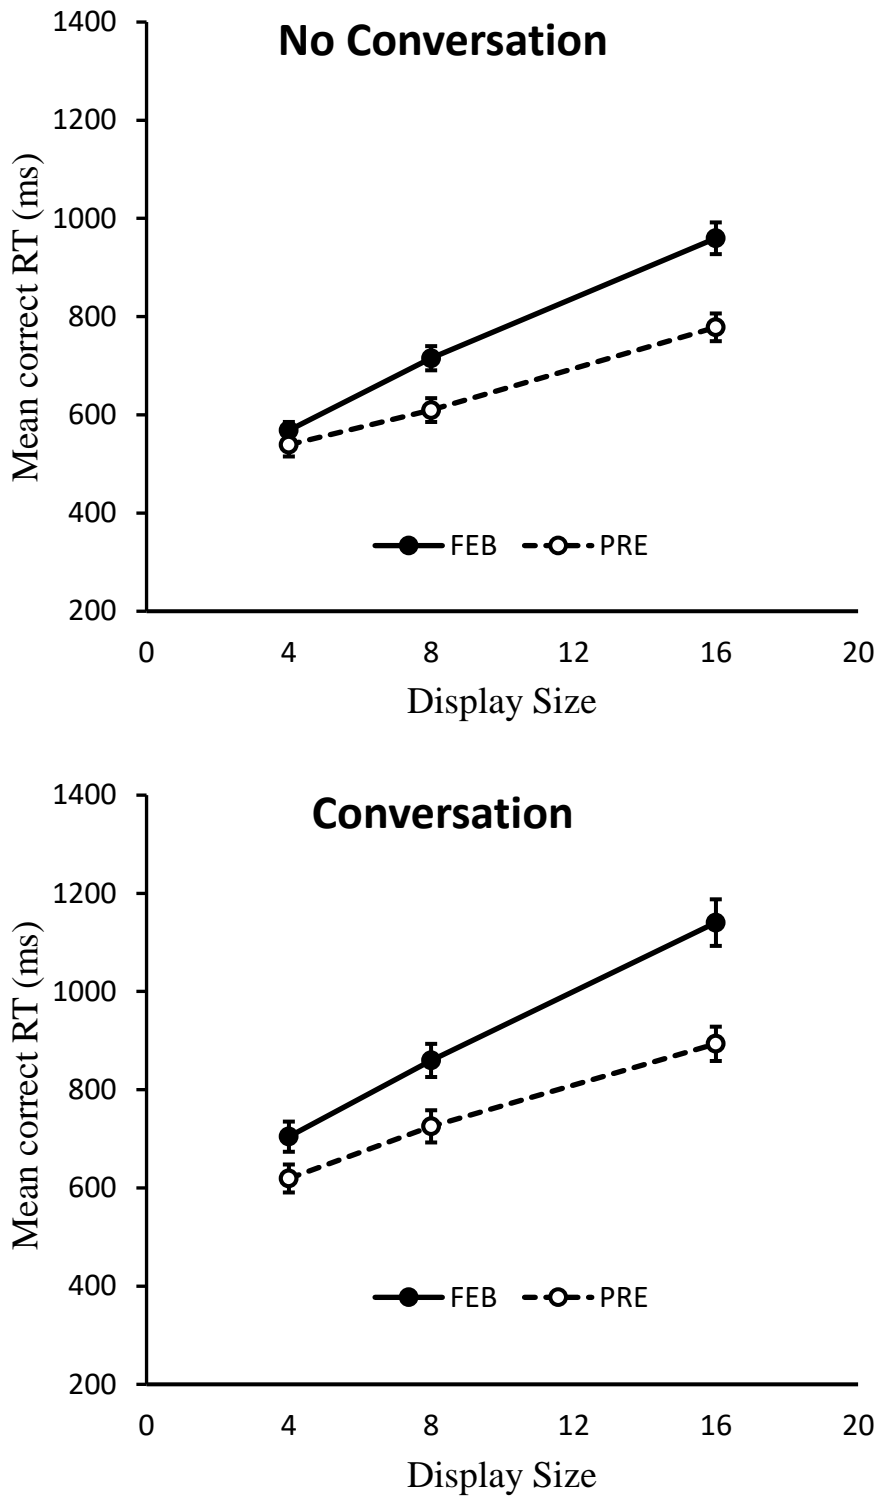 No Conversation
1400
1200
1000
800
600
400
200
Mean correct RT (ms)
FEB PRE
0 4 8 12 16 20
Display Size
Conversation
1400
1200
1000
800
600
400
200
Mean correct RT (ms)
FEB PRE
0 4 8 12 16 20
Display Size